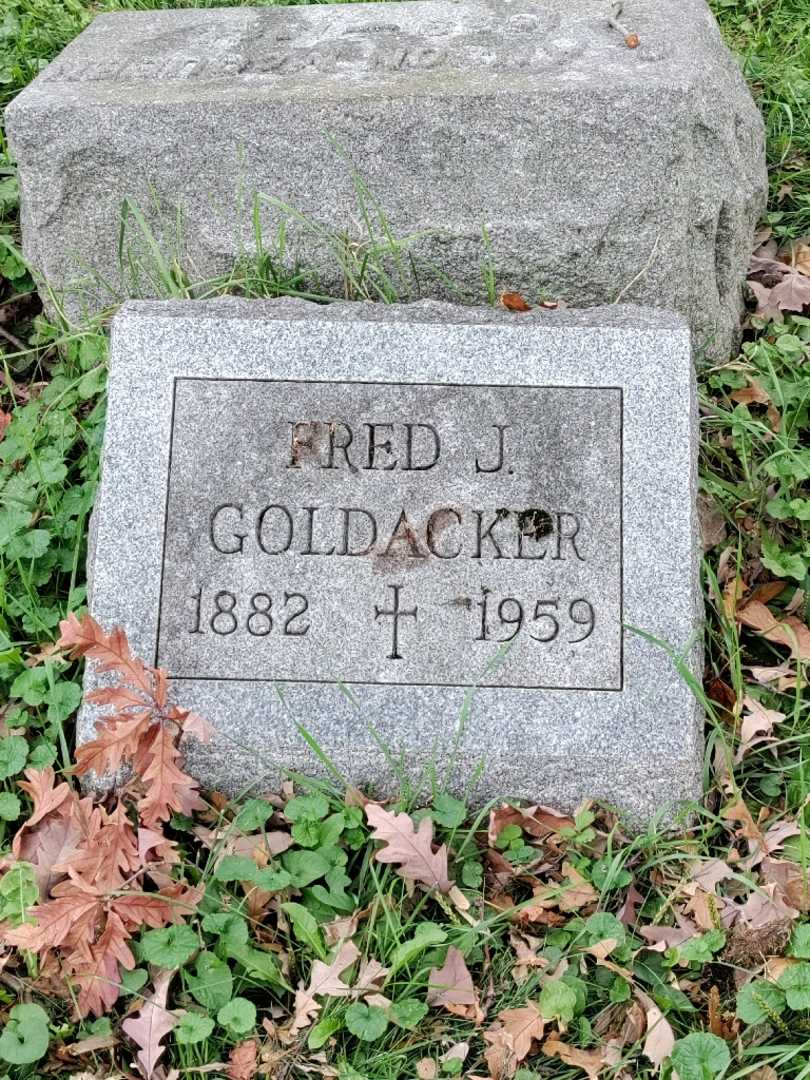 FRED J.
GOLDACKER
1882 † 1959